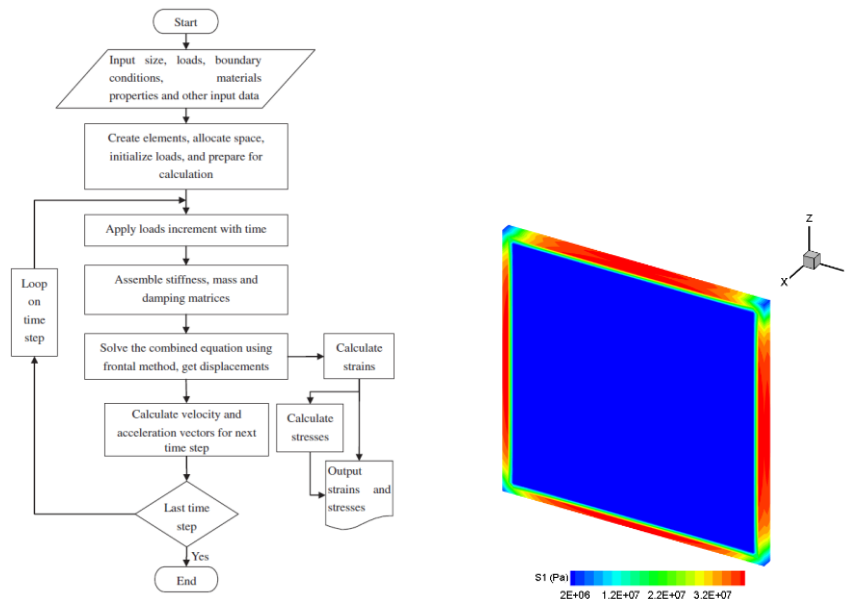 Start
Input size, loads, boundary
conditions, materials
properties and other input data
Create elements, allocate space,
initialize loads, and prepare for
calculation
Apply loads increment with time
Loop
on
time
step
Assemble stiffness, mass and
damping matrices
Solve the combined equation using
frontal method, get displacements
Calculate
strains
Calculate velocity and
acceleration vectors for next
time step
Calculate
stresses
Output
strains and
stresses
Last time
step
Yes
End
Z
X
S1 (Pa)
2E+06 1.2E+07 2.2E+07 3.2E+07